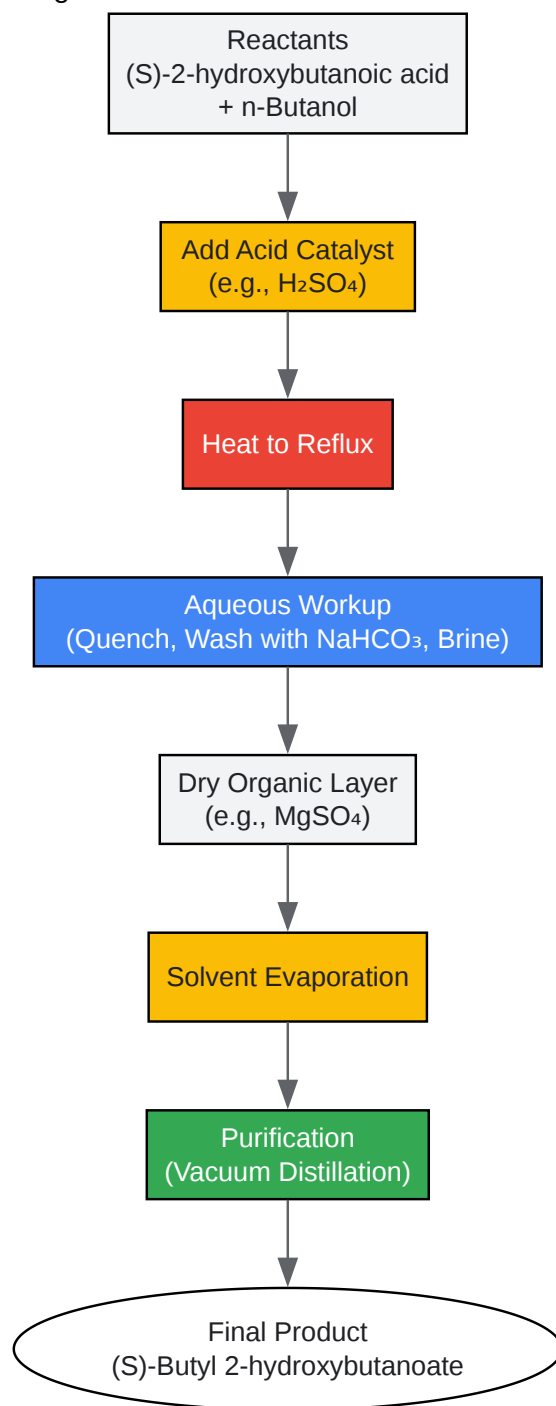 Reactants
(S)-2-hydroxybutanoic acid
+ n-Butanol
Add Acid Catalyst
(e.g., H₂SO₄)
Heat to Reflux
Aqueous Workup
(Quench, Wash with NaHCO₃, Brine)
Dry Organic Layer
(e.g., MgSO₄)
Solvent Evaporation
Purification
(Vacuum Distillation)
Final Product
(S)-Butyl 2-hydroxybutanoate